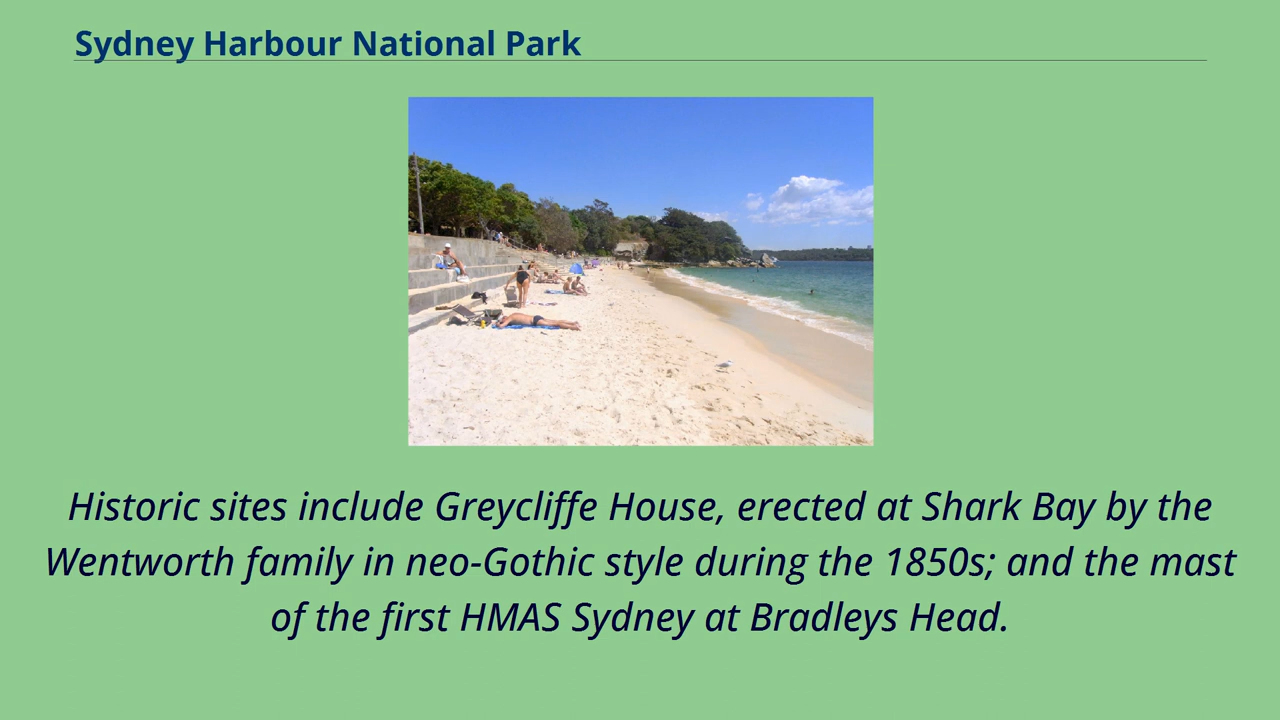 Sydney Harbour National Park
Historic sites include Greycliffe House, erected at Shark Bay by the
Wentworth family in neo-Gothic style during the 1850s; and the mast
of the first HMAS Sydney at Bradleys Head.